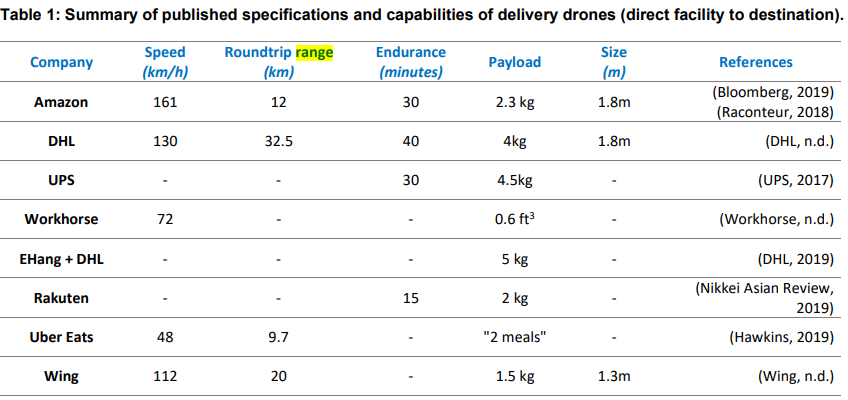 Table 1: Summary of published specifications and capabilities of delivery drones (direct facility to destination).
Company Speed (km/h) Roundtrip range (km) Endurance (minutes) Payload Size (m) References
Amazon 161 12 30 2.3 kg 1.8m (Bloomberg, 2019) (Raconteur, 2018)
DHL 130 32.5 40 4kg 1.8m (DHL, n.d.)
UPS - - 30 4.5kg - (UPS, 2017)
Workhorse 72 - - 0.6 ft³ - (Workhorse, n.d.)
EHang + DHL - - - 5 kg - (DHL, 2019)
Rakuten - - 15 2 kg - (Nikkei Asian Review, 2019)
Uber Eats 48 9.7 - "2 meals" - (Hawkins, 2019)
Wing 112 20 - 1.5 kg 1.3m (Wing, n.d.)